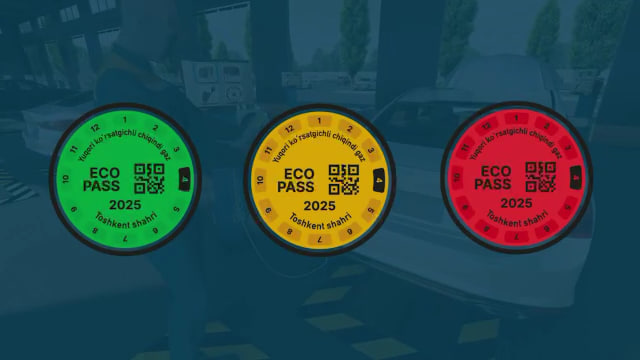 Yuqori ko'rsatgichli chiqindi gaz
12 1 2 3 4 5 6 7 8 9 10 11
ECO
PASS
2025
Toshkent shahri
Yuqori ko'rsatgichli chiqindi gaz
12 1 2 3 4 5 6 7 8 9 10 11
ECO
PASS
2025
Toshkent shahri
Yuqori ko'rsatgichli chiqindi gaz
12 1 2 3 4 5 6 7 8 9 10 11
ECO
PASS
2025
Toshkent shahri